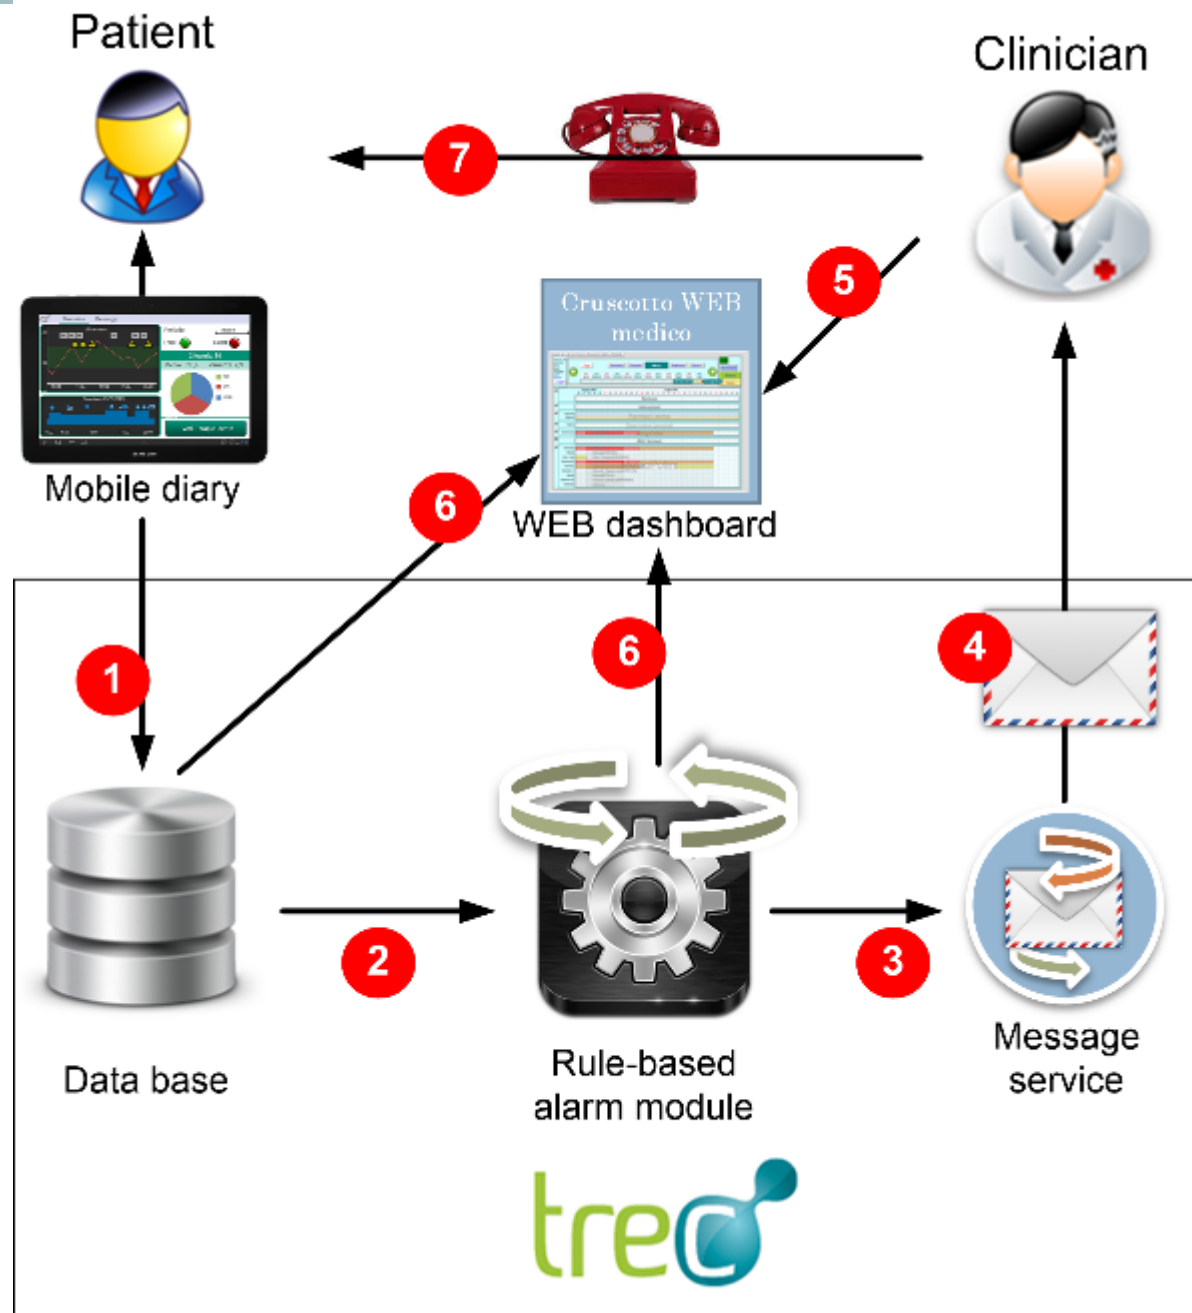 Patient
Clinician
7
5
Cruscotto WEB
medico
Mobile diary
6
WEB dashboard
1
6
4
2
3
Data base
Rule-based
alarm module
Message
service
trec